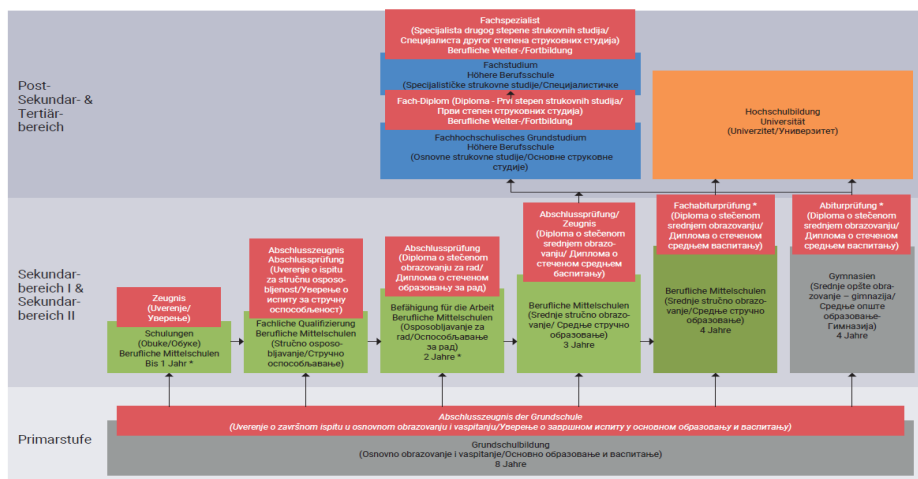 Fachspezialist
(Specijalista drugog stepene strukovnih studija/
Специјалиста другог степена струковних студија)
Berufliche Weiter-/Fortbildung
Fachstudium
Höhere Berufsschule
(Specijalističke strukovne studije/Специјалистичке
Fach-Diplom (Diploma - Prvi stepen strukovnih studija/
Први степен струковних студија)
Berufliche Weiter-/Fortbildung
Fachhochschulisches Grundstudium
Höhere Berufsschule
(Osnovne strukovne studije/Основне струковне
студије)
Post-
Sekundar- &
Tertiär-
bereich
Hochschulbildung
Universität
(Univerzitet/Универзитет)
Sekundar-
bereich I &
Sekundar-
bereich II
Zeugnis
(Uverenje/
Уверење)
Schulungen
(Obuke/Обуке)
Berufliche Mittelschulen
Bis 1 Jahr *
Abschlusszeugnis
Abschlussprüfung
(Uverenje o ispitu
za stručnu osposo-
bljenost/Уверење о
испиту за стручну
оспособљеност)
Fachliche Qualifizierung
Berufliche Mittelschulen
(Stručno osposo-
bljavanje/Стручно
оспособљавање)
Abschlussprüfung
(Diploma o stečenom
obrazovanju za rad/
Диплома о стеченом
образовању за рад)
Befähigung für die Arbeit
Berufliche Mittelschulen
(Osposobljavanje za
rad/Оспособљавање
за рад)
2 Jahre *
Abschlussprüfung/
Zeugnis
(Diploma o stečenom
srednjem obrazo-
vanju/ Диплома о
стеченом средњем
васпитању)
Berufliche Mittelschulen
(Srednje stručno obrazo-
vanje/ Средње стручно
образовање)
3 Jahre
Fachabiturprüfung *
(Diploma o stečenom
srednjem obrazovanju/
Диплома о стеченом
средњем васпитању)
Berufliche Mittelschulen
(Srednje stručno obrazo-
vanje/Средње стручно
образовање)
4 Jahre
Abiturprüfung *
(Diploma o stečenom
srednjem obrazovanju/
Диплома о стеченом
средњем васпитању)
Gymnasien
(Srednje opšte obra-
zovanje – gimnazija/
Средње опште
образовање-
Гимназија)
4 Jahre
Primarstufe
Abschlusszeugnis der Grundschule
(Uverenje o završnom ispitu u osnovnom obrazovanju i vaspitanju/Уверење о завршном испиту у основном образовању и васпитању)
Grundschulbildung
(Osnovno obrazovanje i vaspitanje/Основно образовање и васпитање)
8 Jahre